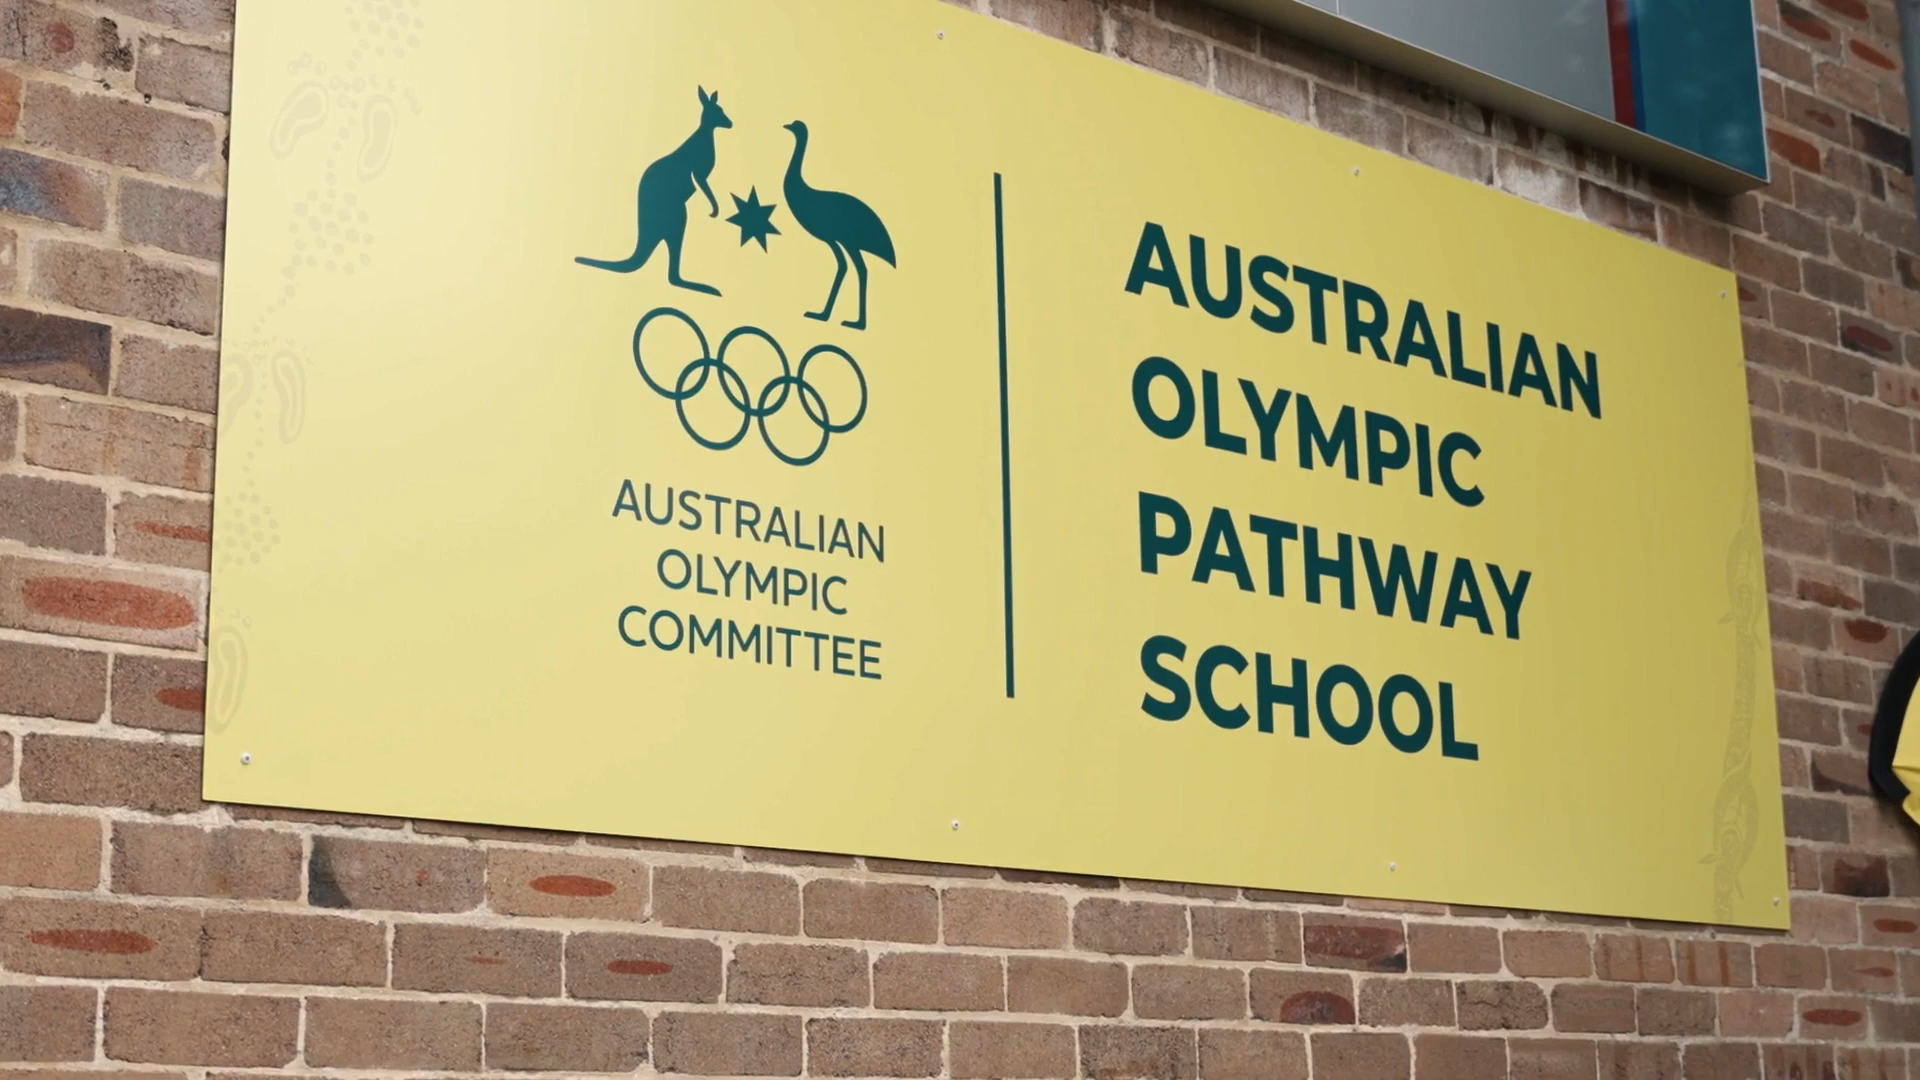 AUSTRALIAN
OLYMPIC
COMMITTEE
AUSTRALIAN
OLYMPIC
PATHWAY
SCHOOL